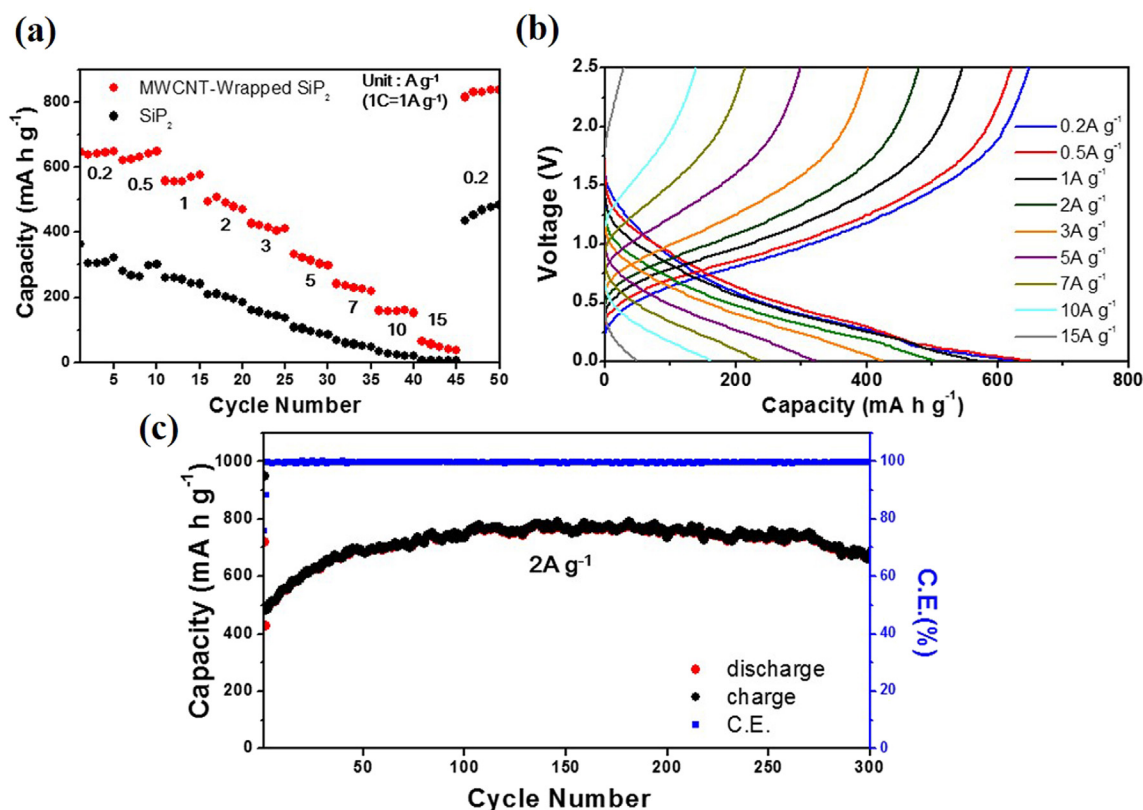 (a)
Capacity (mA h g-1)
800
600
400
200
0
MWCNT-Wrapped SiP2
SiP2
Unit : A g-1
(1C=1A g-1)
0.2
0.5
1
2
3
5
7
10
15
0.2
5
10
15
20
25
30
35
40
45
50
Cycle Number
(b)
Voltage (V)
2.5
2.0
1.5
1.0
0.5
0.0
0.2A g-1
0.5A g-1
1A g-1
2A g-1
3A g-1
5A g-1
7A g-1
10A g-1
15A g-1
0
200
400
600
800
Capacity (mA h g-1)
(c)
Capacity (mA h g-1)
1000
800
600
400
200
0
2A g-1
discharge
charge
C.E.
100
80
60
40
20
0
C.E.(%)
50
100
150
200
250
300
Cycle Number